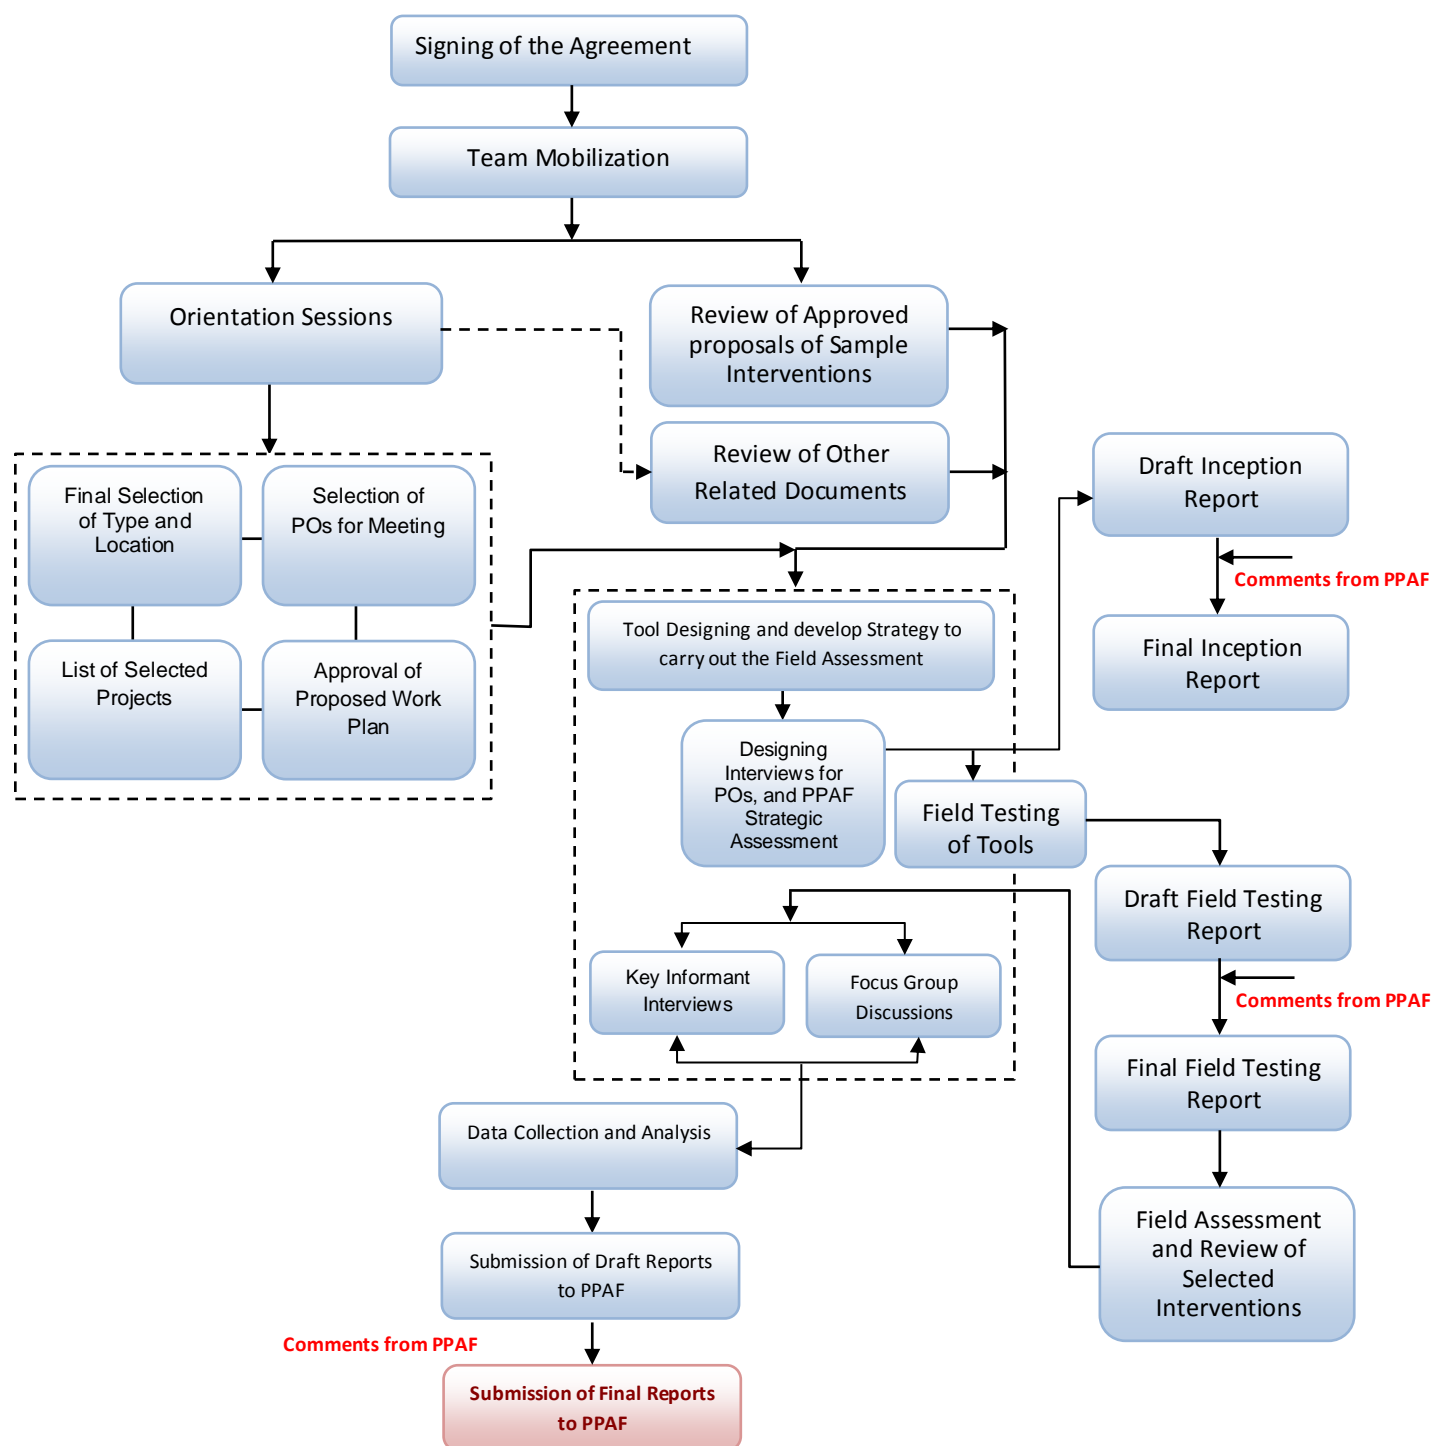 Signing of the Agreement
Team Mobilization
Orientation Sessions
Review of Approved
proposals of Sample
Interventions
Review of Other
Related Documents
Final Selection
of Type and
Location
Selection of
POs for Meeting
List of Selected
Projects
Approval of
Proposed Work
Plan
Draft Inception
Report
Comments from PPAF
Final Inception
Report
Tool Designing and develop Strategy to
carry out the Field Assessment
Designing
Interviews for
POs, and PPAF
Strategic
Assessment
Field Testing
of Tools
Draft Field Testing
Report
Comments from PPAF
Final Field Testing
Report
Field Assessment
and Review of
Selected
Interventions
Key Informant
Interviews
Focus Group
Discussions
Data Collection and Analysis
Submission of Draft Reports
to PPAF
Comments from PPAF
Submission of Final Reports
to PPAF